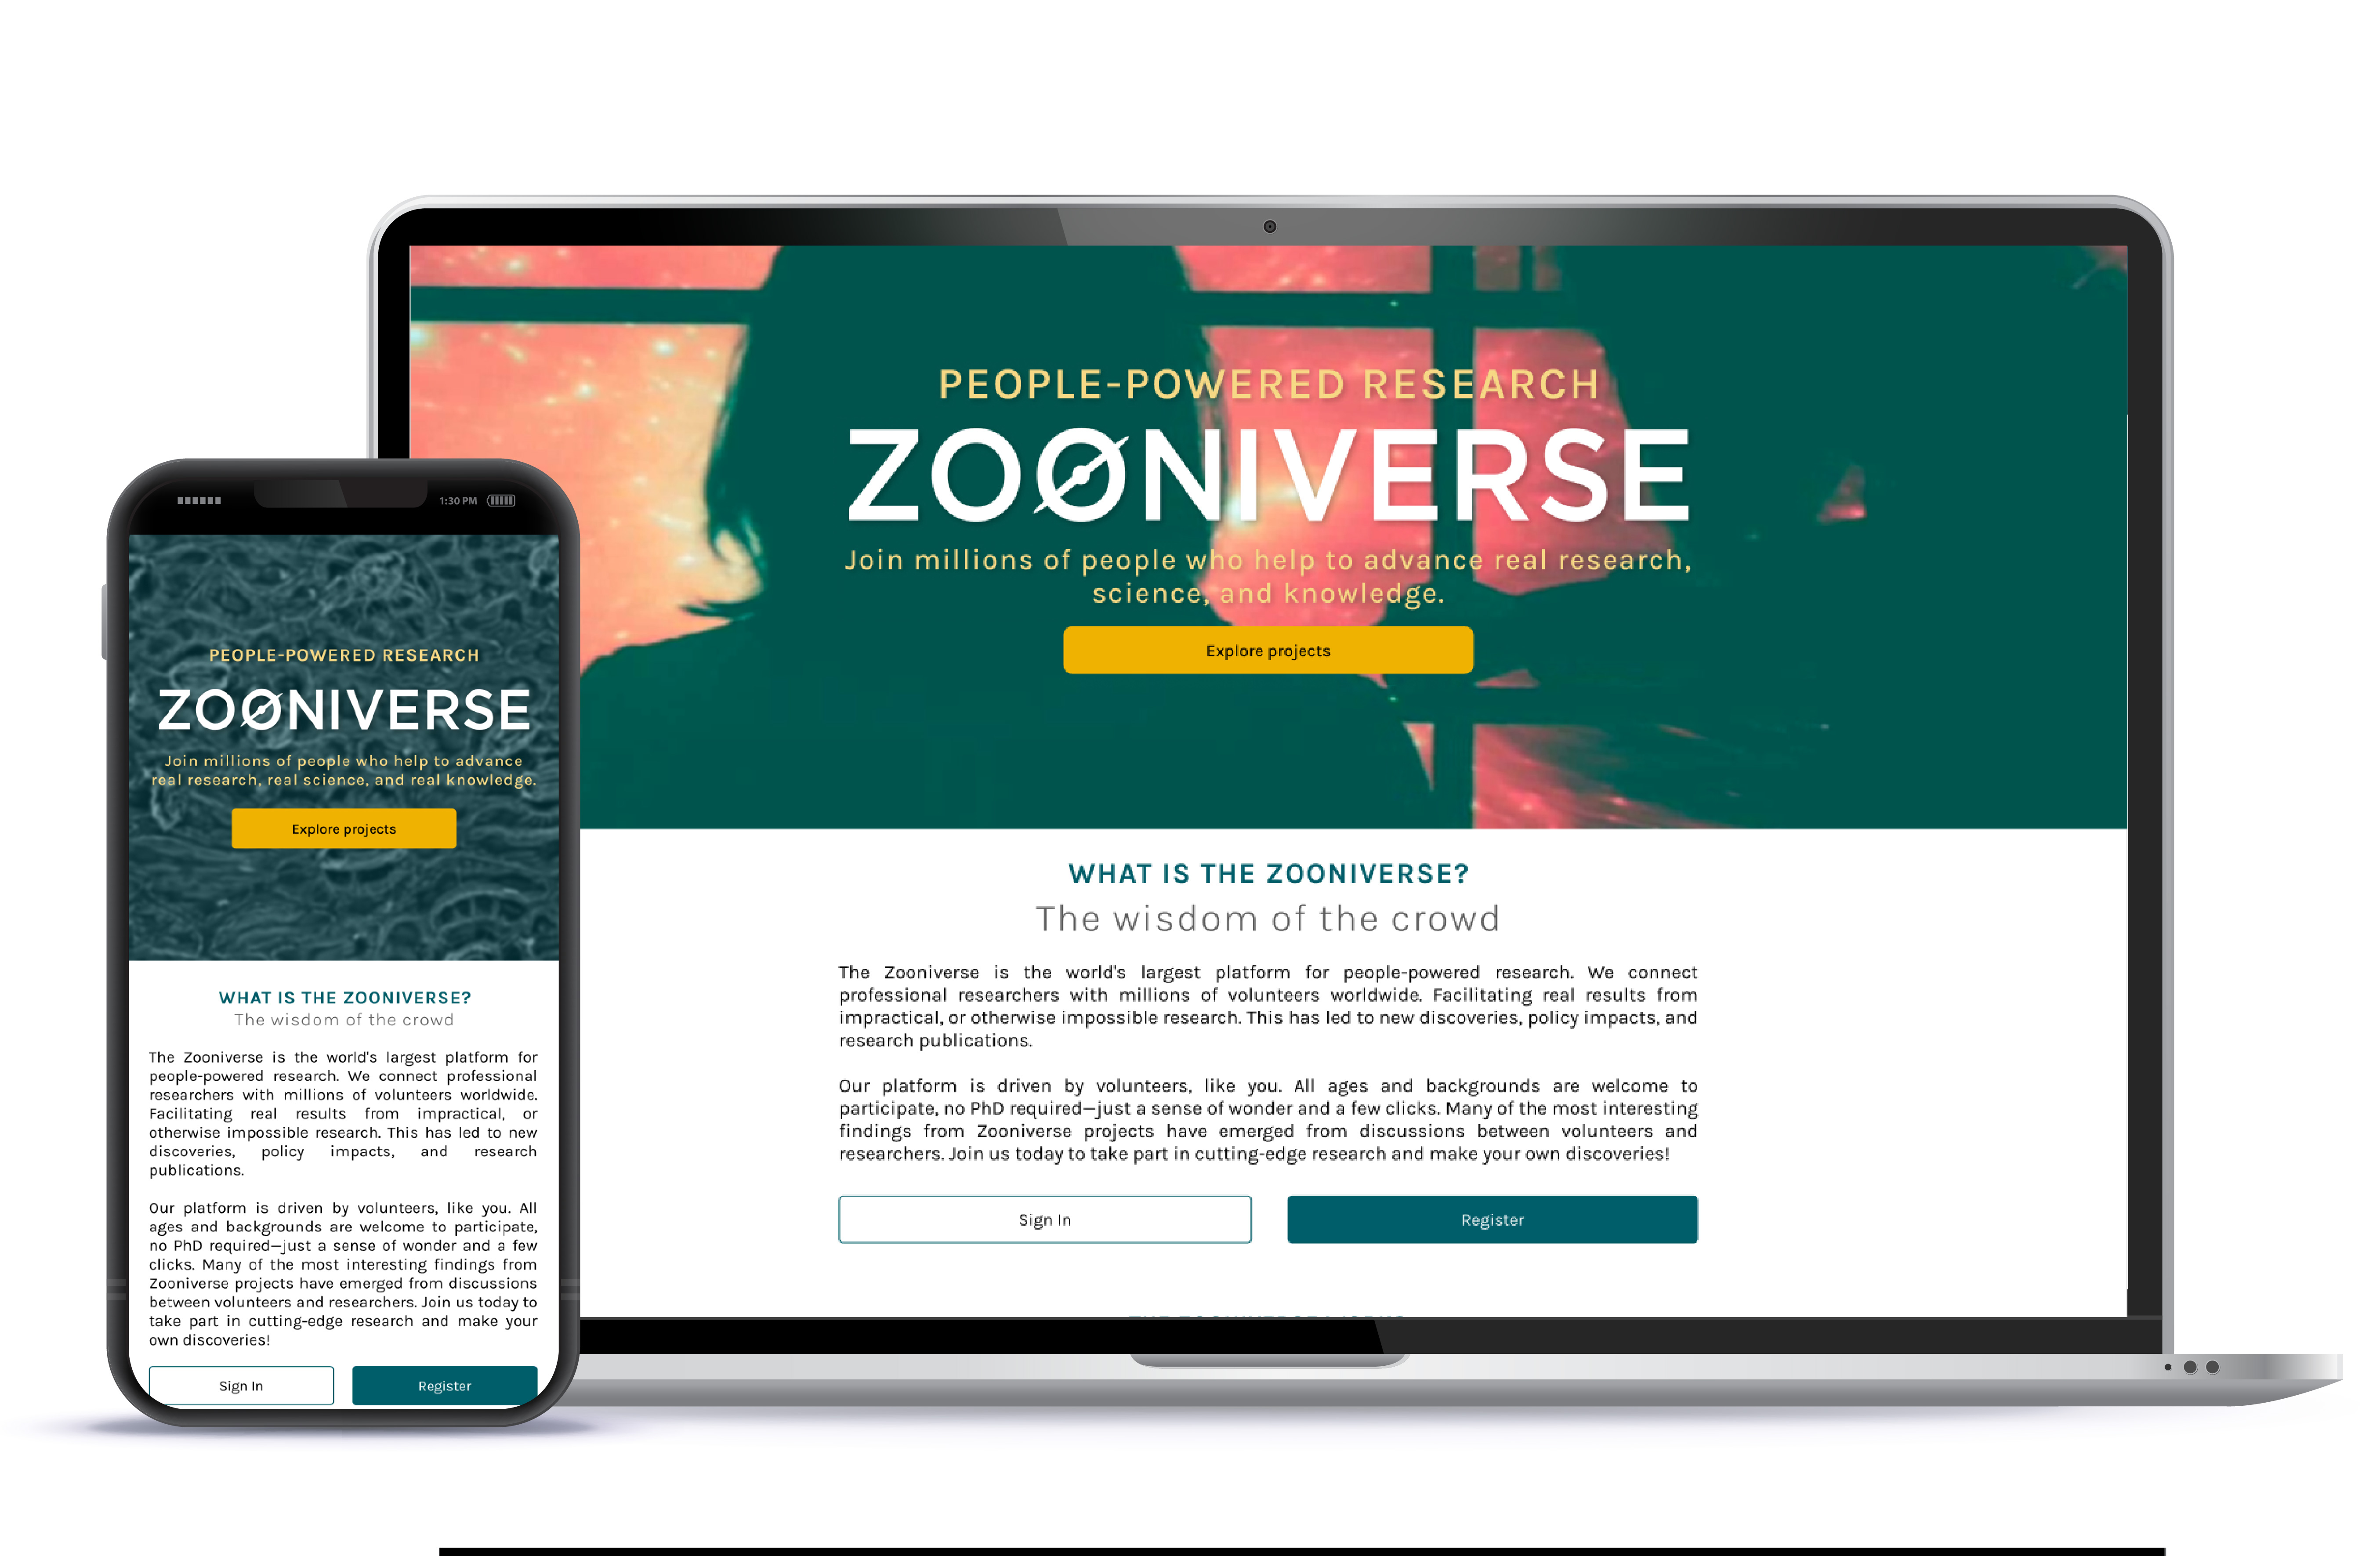 PEOPLE-POWERED RESEARCH
ZOONIVERSE
Join millions of people who help to advance real research,
science, and knowledge.
Explore projects
WHAT IS THE ZOONIVERSE?
The wisdom of the crowd
The Zooniverse is the world's largest platform for people-powered research. We connect
professional researchers with millions of volunteers worldwide. Facilitating real results from
impractical, or otherwise impossible research. This has led to new discoveries, policy impacts, and
research publications.
Our platform is driven by volunteers, like you. All ages and backgrounds are welcome to
participate, no PhD required—just a sense of wonder and a few clicks. Many of the most interesting
findings from Zooniverse projects have emerged from discussions between volunteers and
researchers. Join us today to take part in cutting-edge research and make your own discoveries!
Sign In
Register
1:30 PM
PEOPLE-POWERED RESEARCH
ZOONIVERSE
Join millions of people who help to advance
real research, real science, and real knowledge.
Explore projects
WHAT IS THE ZOONIVERSE?
The wisdom of the crowd
The Zooniverse is the world's largest platform for
people-powered research. We connect professional
researchers with millions of volunteers worldwide.
Facilitating real results from impractical, or
otherwise impossible research. This has led to new
discoveries, policy impacts, and research
publications.
Our platform is driven by volunteers, like you. All
ages and backgrounds are welcome to participate,
no PhD required—just a sense of wonder and a few
clicks. Many of the most interesting findings from
Zooniverse projects have emerged from discussions
between volunteers and researchers. Join us today to
take part in cutting-edge research and make your
own discoveries!
Sign In
Register